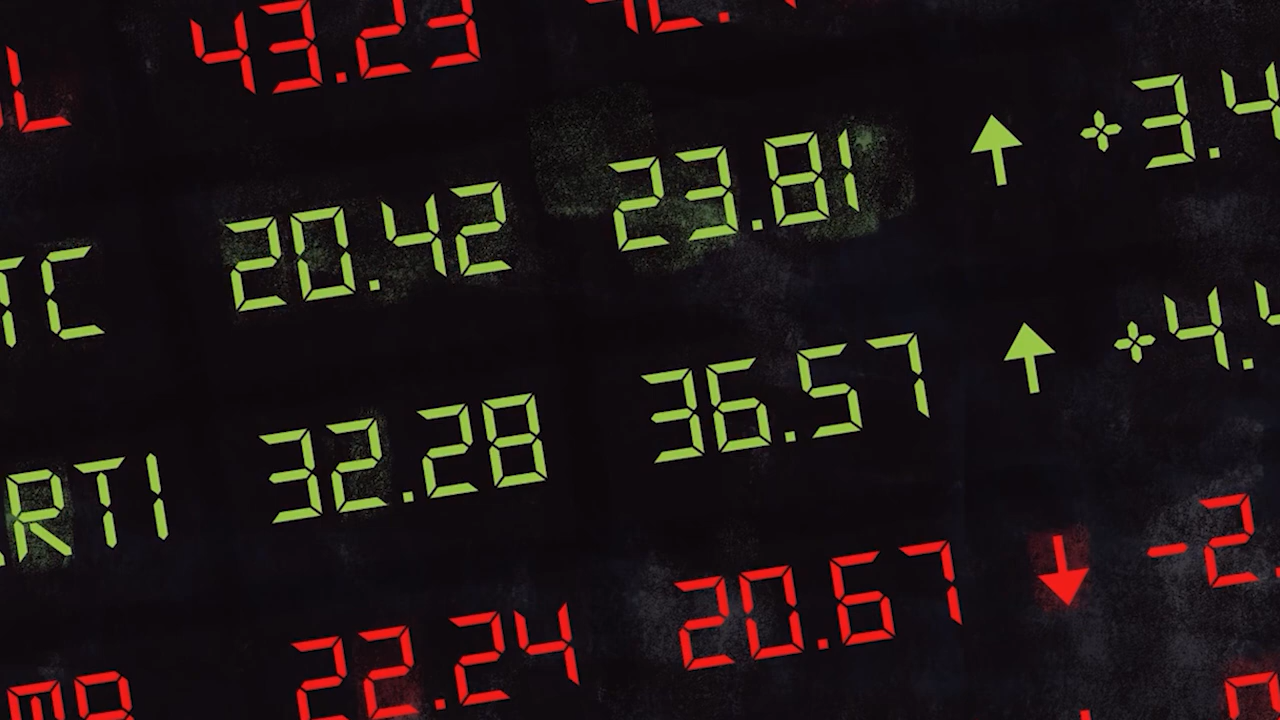 L 43.23
TC 20.42 23.81 +3.4
RTI 32.28 36.57 +4.4
22.24 20.67 -2.